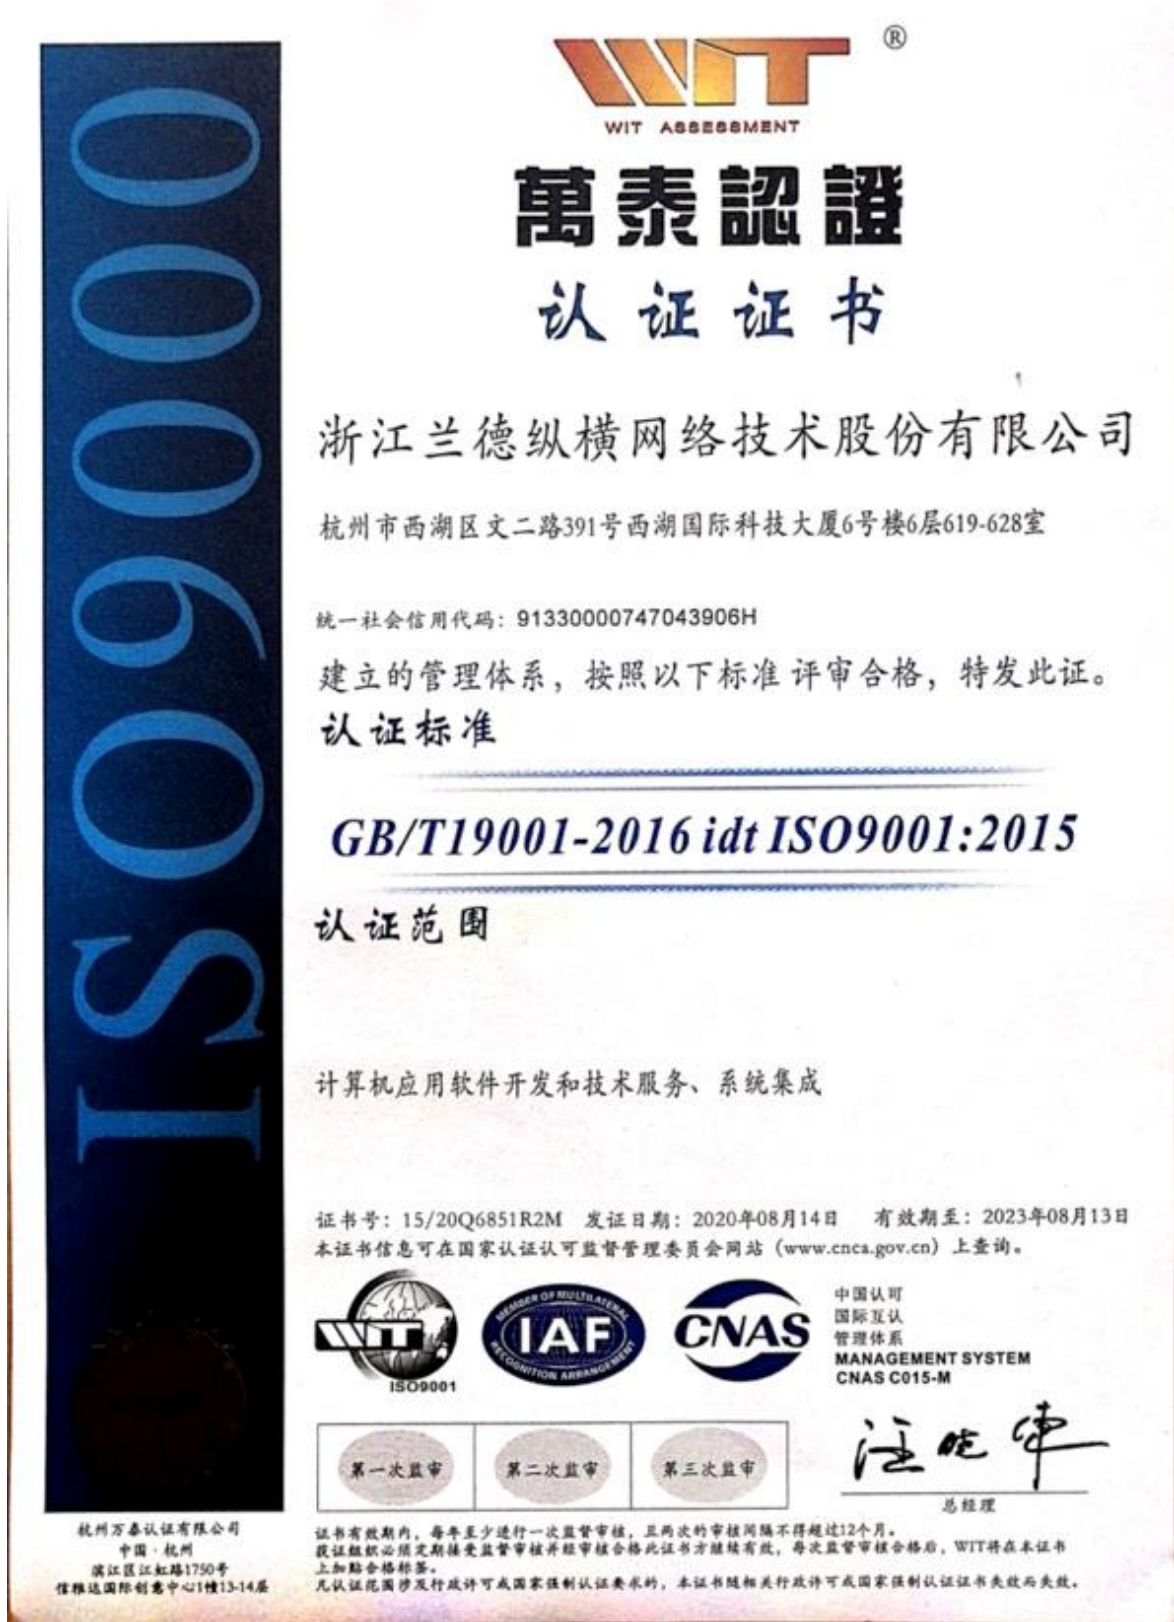 ISO9000
WIT ®
WIT ASSESSMENT
萬泰認證
认证证书
浙江兰德纵横网络技术股份有限公司
杭州市西湖区文二路391号西湖国际科技大厦6号楼6层619-628室
统一社会信用代码：91330000747043906H
建立的管理体系，按照以下标准 评审合格，特发此证。
认证标准
GB/T19001-2016 idt ISO9001:2015
认证范围
计算机应用软件开发和技术服务、系统集成
证书号：15/20Q6851R2M 发证日期：2020年08月14日 有效期至：2023年08月13日
本证书信息可在国家认证认可监督管理委员会网站（www.cnca.gov.cn）上查询。
WIT
ISO9001
MEMBER OF MULTILATERAL
IAF
RECOGNITION ARRANGEMENT
CNAS
中国认可
国际互认
管理体系
MANAGEMENT SYSTEM
CNAS C015-M
第一次监审 第二次监审 第三次监审
总经理
杭州万泰认证有限公司
中国·杭州
滨江区江虹路1750号
信雅达国际创意中心1幢13-14层
证书有效期内，每年至少进行一次监督审核，且两次的审核间隔不得超过12个月。
获证组织必须定期接受监督审核并经审核合格此证书方继续有效，每次监督审核合格后，WIT将在本证书
上加贴合格标签。
凡认证范围涉及行政许可或国家强制认证要求的，本证书随相关行政许可或国家强制认证证书失效而失效。